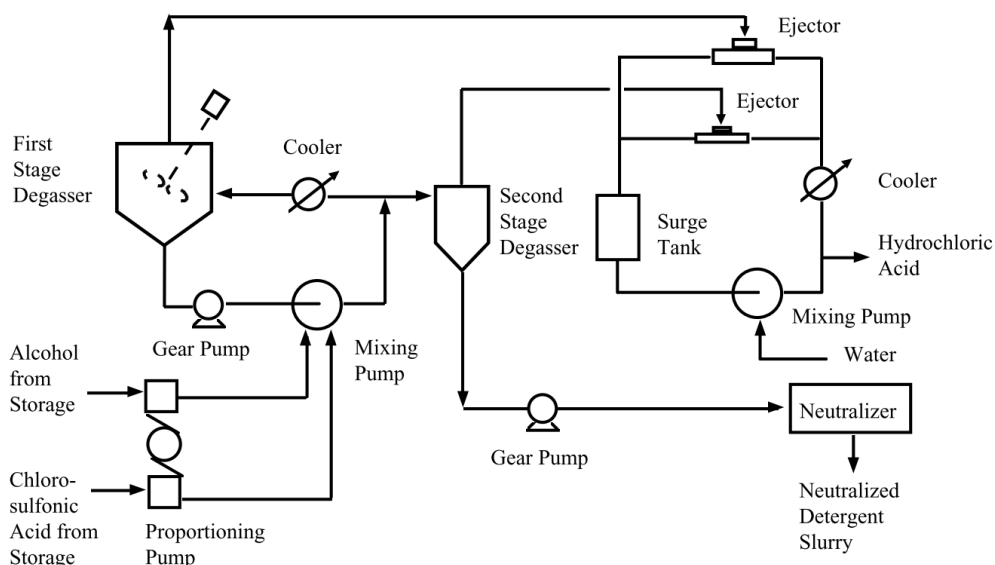 Ejector
Ejector
First
Stage
Degasser
Cooler
Cooler
Second
Stage
Degasser
Surge
Tank
Hydrochloric
Acid
Mixing Pump
Gear Pump
Mixing
Pump
Water
Alcohol
from
Storage
Neutralizer
Gear Pump
Chloro-
sulfonic
Acid from
Storage
Proportioning
Pump
Neutralized
Detergent
Slurry